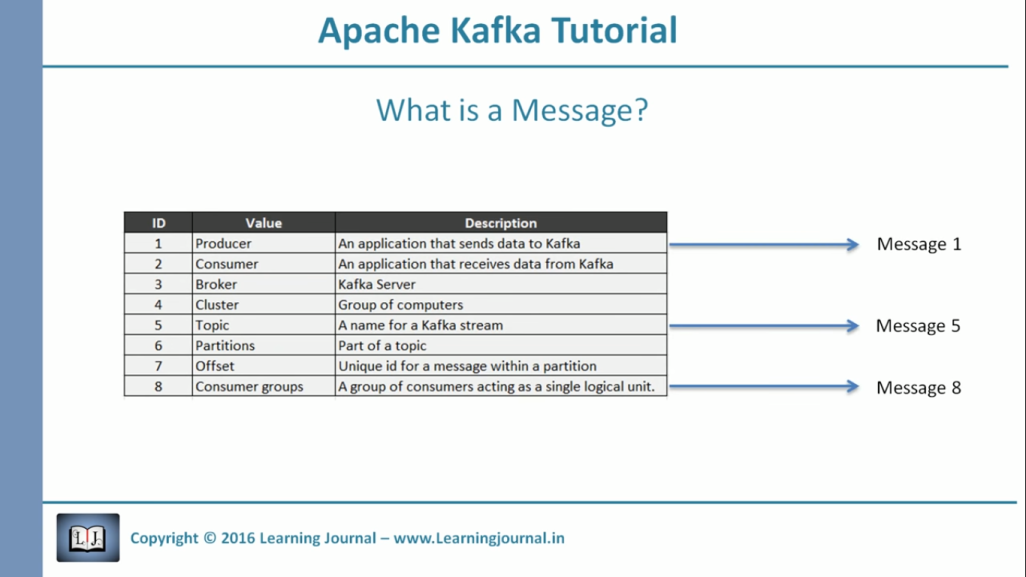 Apache Kafka Tutorial
What is a Message?
ID Value Description
1 Producer An application that sends data to Kafka Message 1
2 Consumer An application that receives data from Kafka
3 Broker Kafka Server
4 Cluster Group of computers
5 Topic A name for a Kafka stream Message 5
6 Partitions Part of a topic
7 Offset Unique id for a message within a partition
8 Consumer groups A group of consumers acting as a single logical unit. Message 8
L J
Copyright © 2016 Learning Journal – www.Learningjournal.in